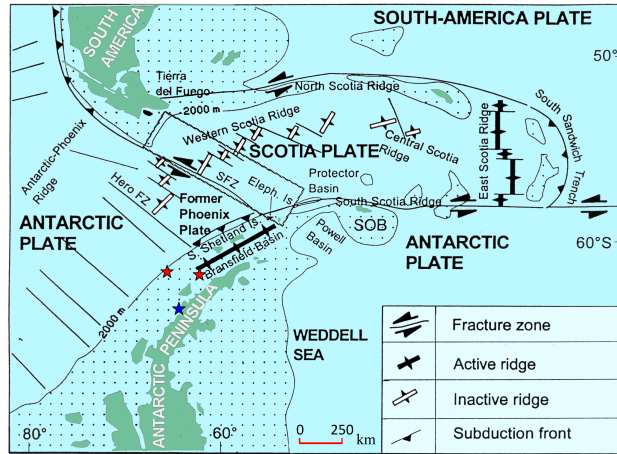 SOUTH-AMERICA PLATE
SOUTH
AMERICA
50°
Tierra
del Fuego
2000 m
North Scotia Ridge
Western Scotia Ridge
SCOTIA PLATE
Central Scotia
Ridge
East Scotia Ridge
South Sandwich
Trench
Antarctic-Phoenix
Ridge
Hero FZ
SFZ
Eleph. Is.
Protector
Basin
South Scotia Ridge
Former
Phoenix
Plate
ANTARCTIC
PLATE
S. Shetland Is.
Bransfield-Basin
Powell
Basin
SOB
ANTARCTIC
PLATE
60°S
2000 m
ANTARCTIC
PENINSULA
WEDDELL
SEA
80°
60°
0 250
km
Fracture zone
Active ridge
Inactive ridge
Subduction front